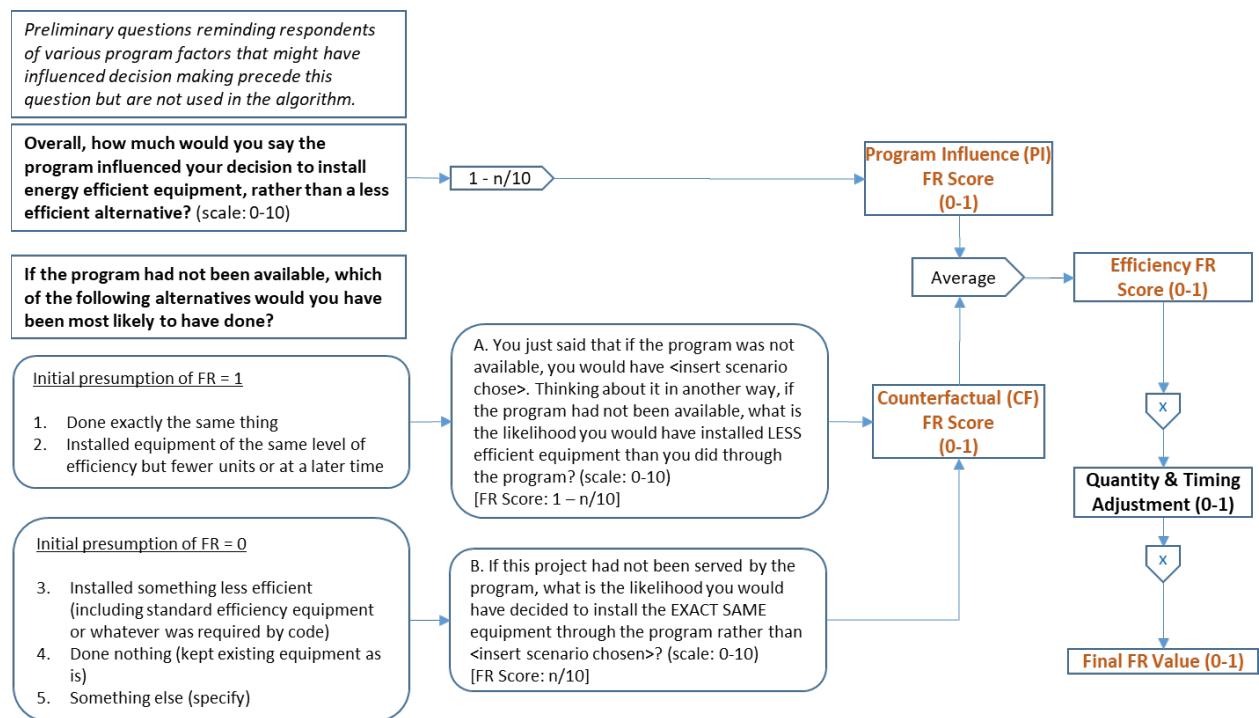 Preliminary questions reminding respondents
of various program factors that might have
influenced decision making precede this
question but are not used in the algorithm.
Overall, how much would you say the
program influenced your decision to install
energy efficient equipment, rather than a less
efficient alternative? (scale: 0-10)
1 - n/10
Program Influence (PI)
FR Score
(0-1)
If the program had not been available, which
of the following alternatives would you have
been most likely to have done?
Average
Efficiency FR
Score (0-1)
Initial presumption of FR = 1
1. Done exactly the same thing
2. Installed equipment of the same level of
efficiency but fewer units or at a later time
A. You just said that if the program was not
available, you would have <insert scenario
chose>. Thinking about it in another way, if
the program had not been available, what is
the likelihood you would have installed LESS
efficient equipment than you did through
the program? (scale: 0-10)
[FR Score: 1 – n/10]
Counterfactual (CF)
FR Score
(0-1)
x
Quantity & Timing
Adjustment (0-1)
x
Final FR Value (0-1)
Initial presumption of FR = 0
3. Installed something less efficient
(including standard efficiency equipment
or whatever was required by code)
4. Done nothing (kept existing equipment as
is)
5. Something else (specify)
B. If this project had not been served by the
program, what is the likelihood you would
have decided to install the EXACT SAME
equipment through the program rather than
<insert scenario chosen>? (scale: 0-10)
[FR Score: n/10]